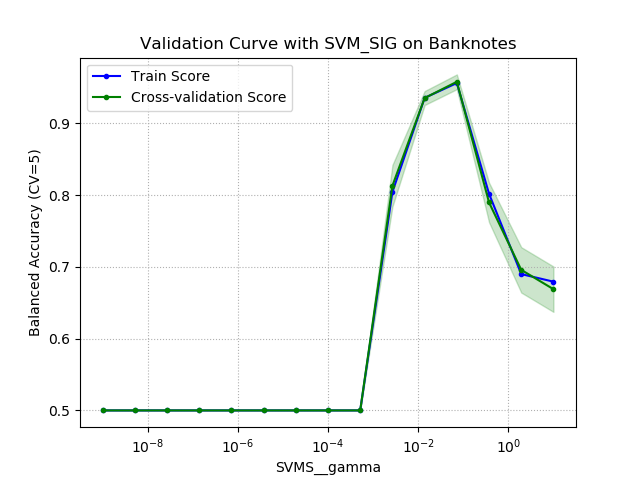 Validation Curve with SVM_SIG on Banknotes
Train Score
Cross-validation Score
Balanced Accuracy (CV=5)
0.9
0.8
0.7
0.6
0.5
10⁻⁸ 10⁻⁶ 10⁻⁴ 10⁻² 10⁰
SVMS__gamma